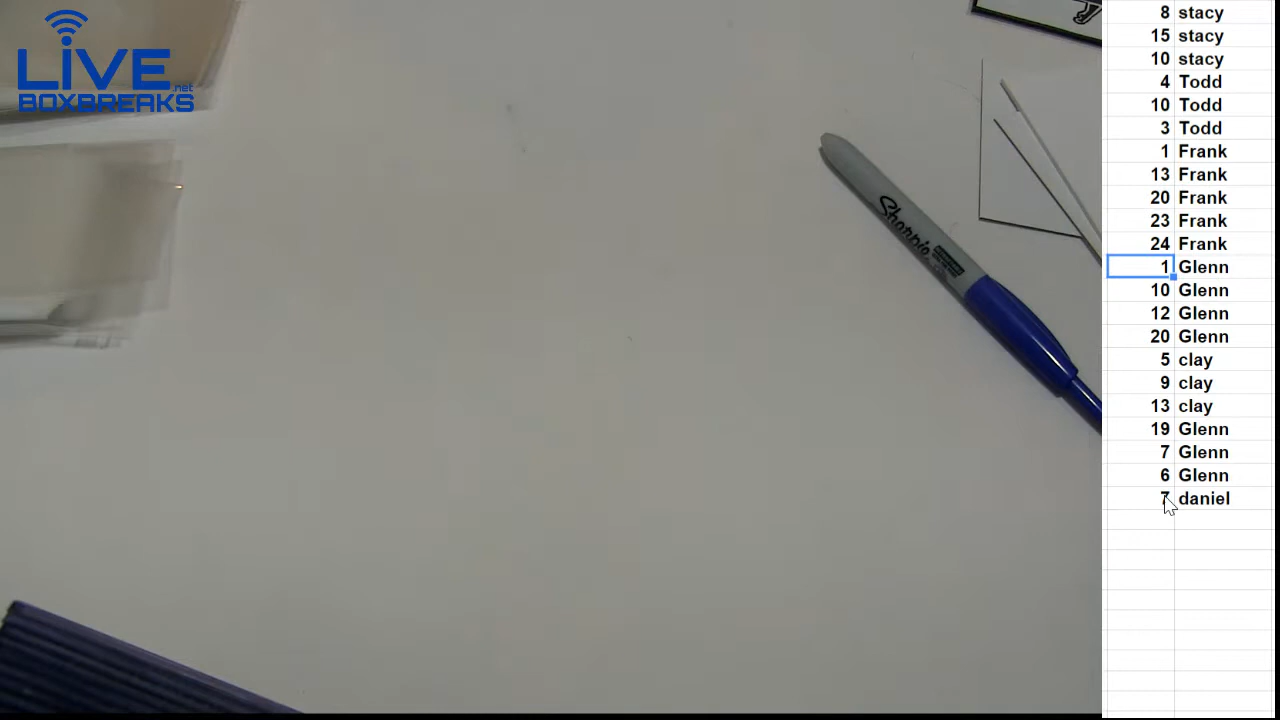 LiVE
.net
BOXBREAKS
Sharpie
8 stacy
15 stacy
10 stacy
4 Todd
10 Todd
3 Todd
1 Frank
13 Frank
20 Frank
23 Frank
24 Frank
1 Glenn
10 Glenn
12 Glenn
20 Glenn
5 clay
9 clay
13 clay
19 Glenn
7 Glenn
6 Glenn
7 daniel